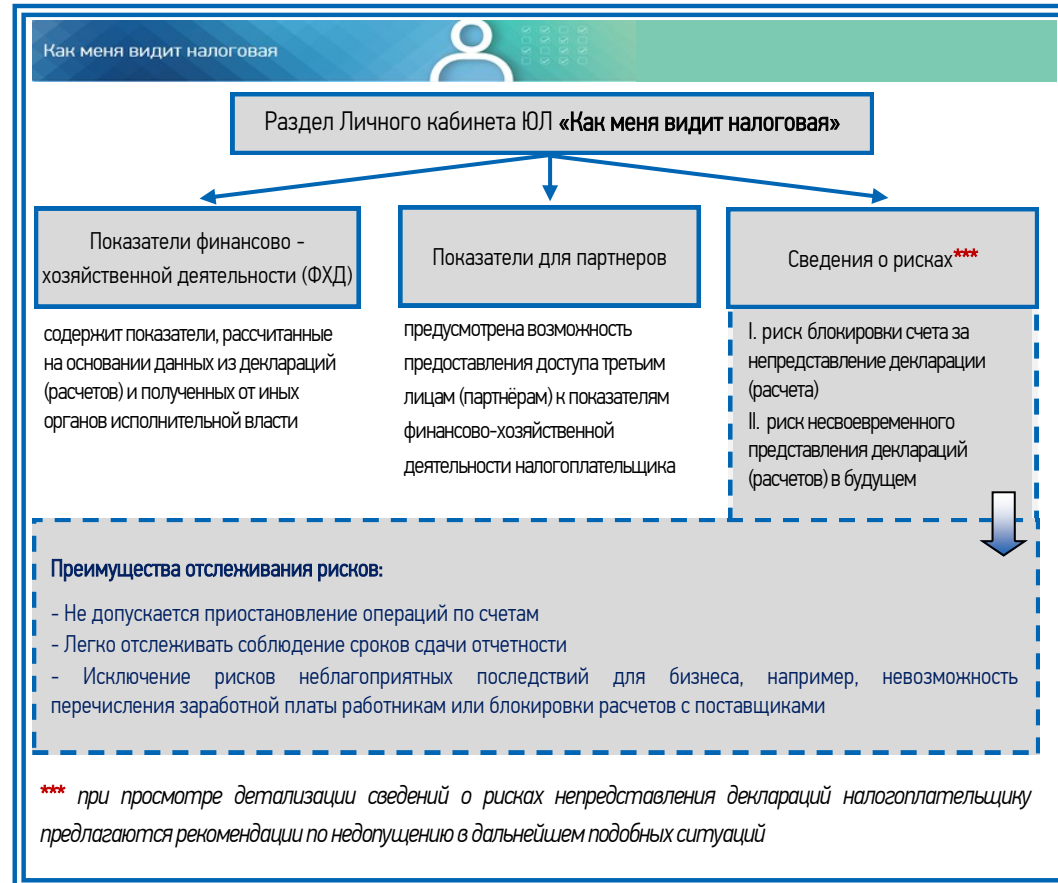 Как меня видит налоговая
Раздел Личного кабинета ЮЛ «Как меня видит налоговая»
Показатели финансово -
хозяйственной деятельности (ФХД)
содержит показатели, рассчитанные
на основании данных из деклараций
(расчетов) и полученных от иных
органов исполнительной власти
Показатели для партнеров
предусмотрена возможность
предоставления доступа третьим
лицам (партнёрам) к показателям
финансово-хозяйственной
деятельности налогоплательщика
Сведения о рисках***
I. риск блокировки счета за
непредставление декларации
(расчета)
II. риск несвоевременного
представления деклараций
(расчетов) в будущем
Преимущества отслеживания рисков:
- Не допускается приостановление операций по счетам
- Легко отслеживать соблюдение сроков сдачи отчетности
- Исключение рисков неблагоприятных последствий для бизнеса, например, невозможность
перечисления заработной платы работникам или блокировки расчетов с поставщиками
*** при просмотре детализации сведений о рисках непредставления деклараций налогоплательщику
предлагаются рекомендации по недопущению в дальнейшем подобных ситуаций